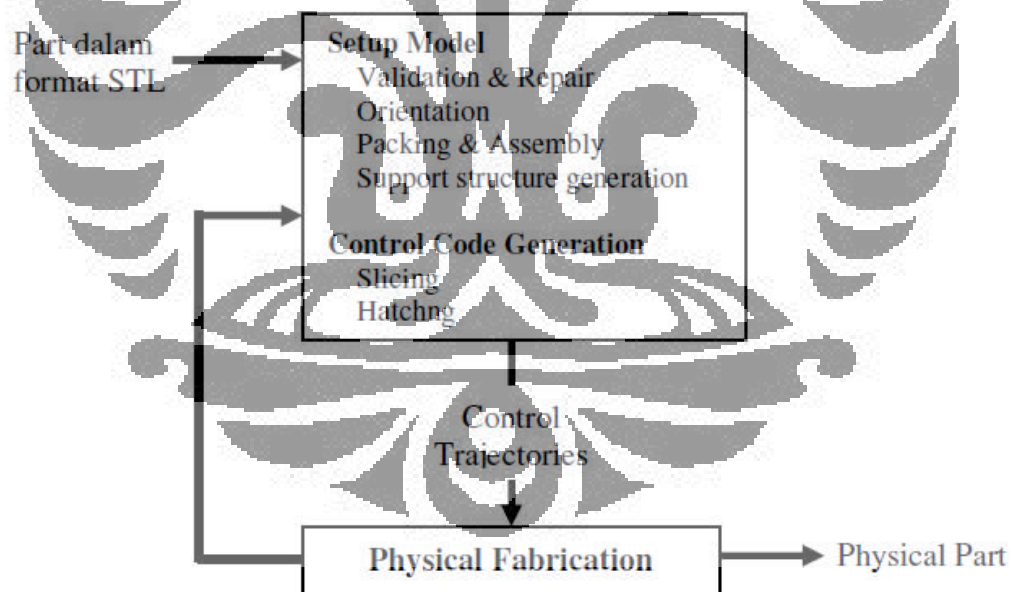 Part dalam
format STL
Setup Model
Validation & Repair
Orientation
Packing & Assembly
Support structure generation
Control Code Generation
Slicing
Hatchng
Control
Trajectories
Physical Fabrication
Physical Part